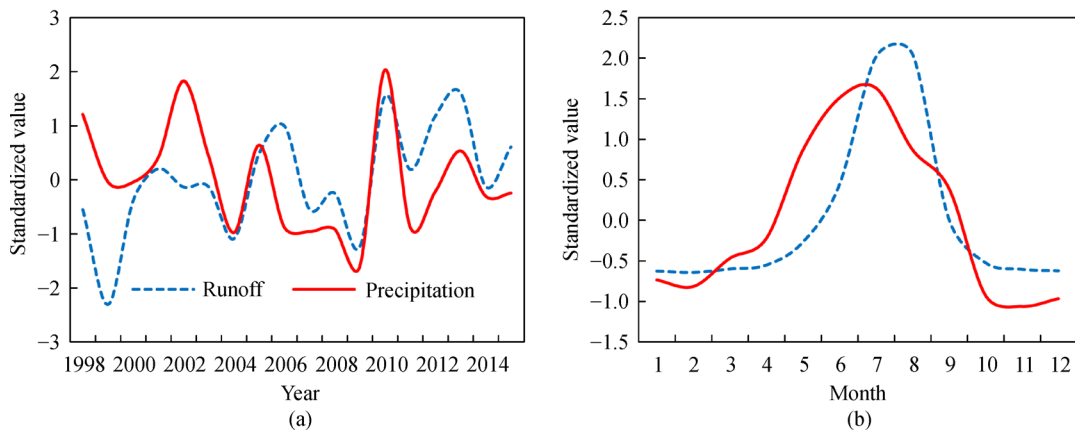 3
2
1
0
−1
−2
−3
Standardized value
Runoff
Precipitation
1998 2000 2002 2004 2006 2008 2010 2012 2014
Year
(a)
2.5
2.0
1.5
1.0
0.5
0.0
−0.5
−1.0
−1.5
Standardized value
1 2 3 4 5 6 7 8 9 10 11 12
Month
(b)